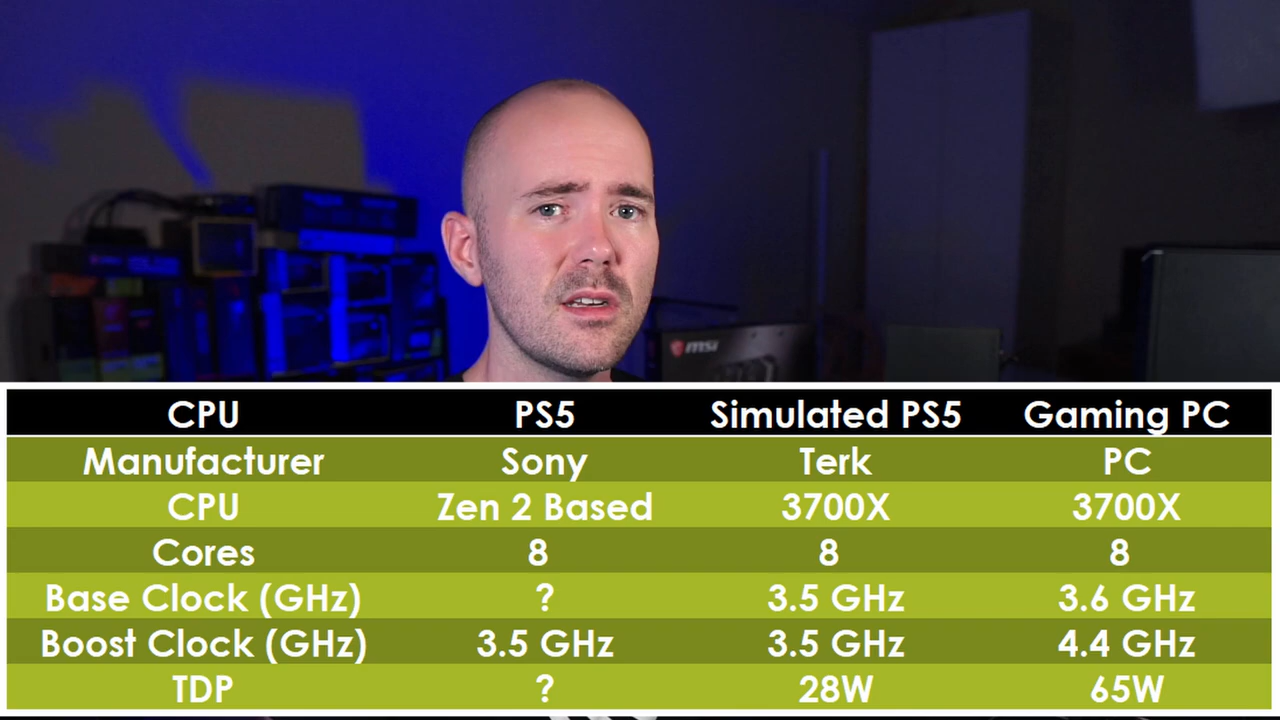 msi
CPU PS5 Simulated PS5 Gaming PC
Manufacturer Sony Terk PC
CPU Zen 2 Based 3700X 3700X
Cores 8 8 8
Base Clock (GHz) ? 3.5 GHz 3.6 GHz
Boost Clock (GHz) 3.5 GHz 3.5 GHz 4.4 GHz
TDP ? 28W 65W